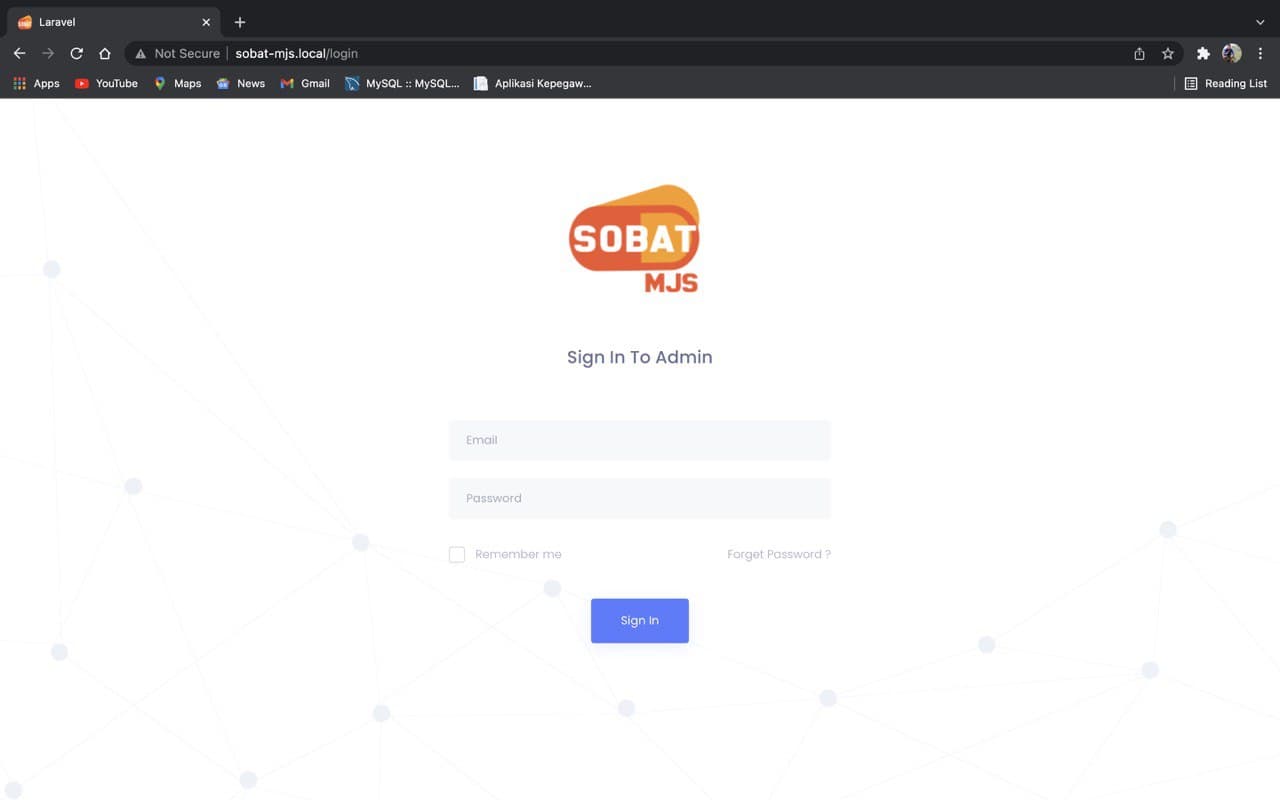 Laravel
Not Secure sobat-mjs.local/login
Apps YouTube Maps News Gmail MySQL :: MySQL... Aplikasi Kepegaw... Reading List
SOBAT
SOBAT
MJS
Sign In To Admin
Email
Password
Remember me Forget Password ?
Sign In